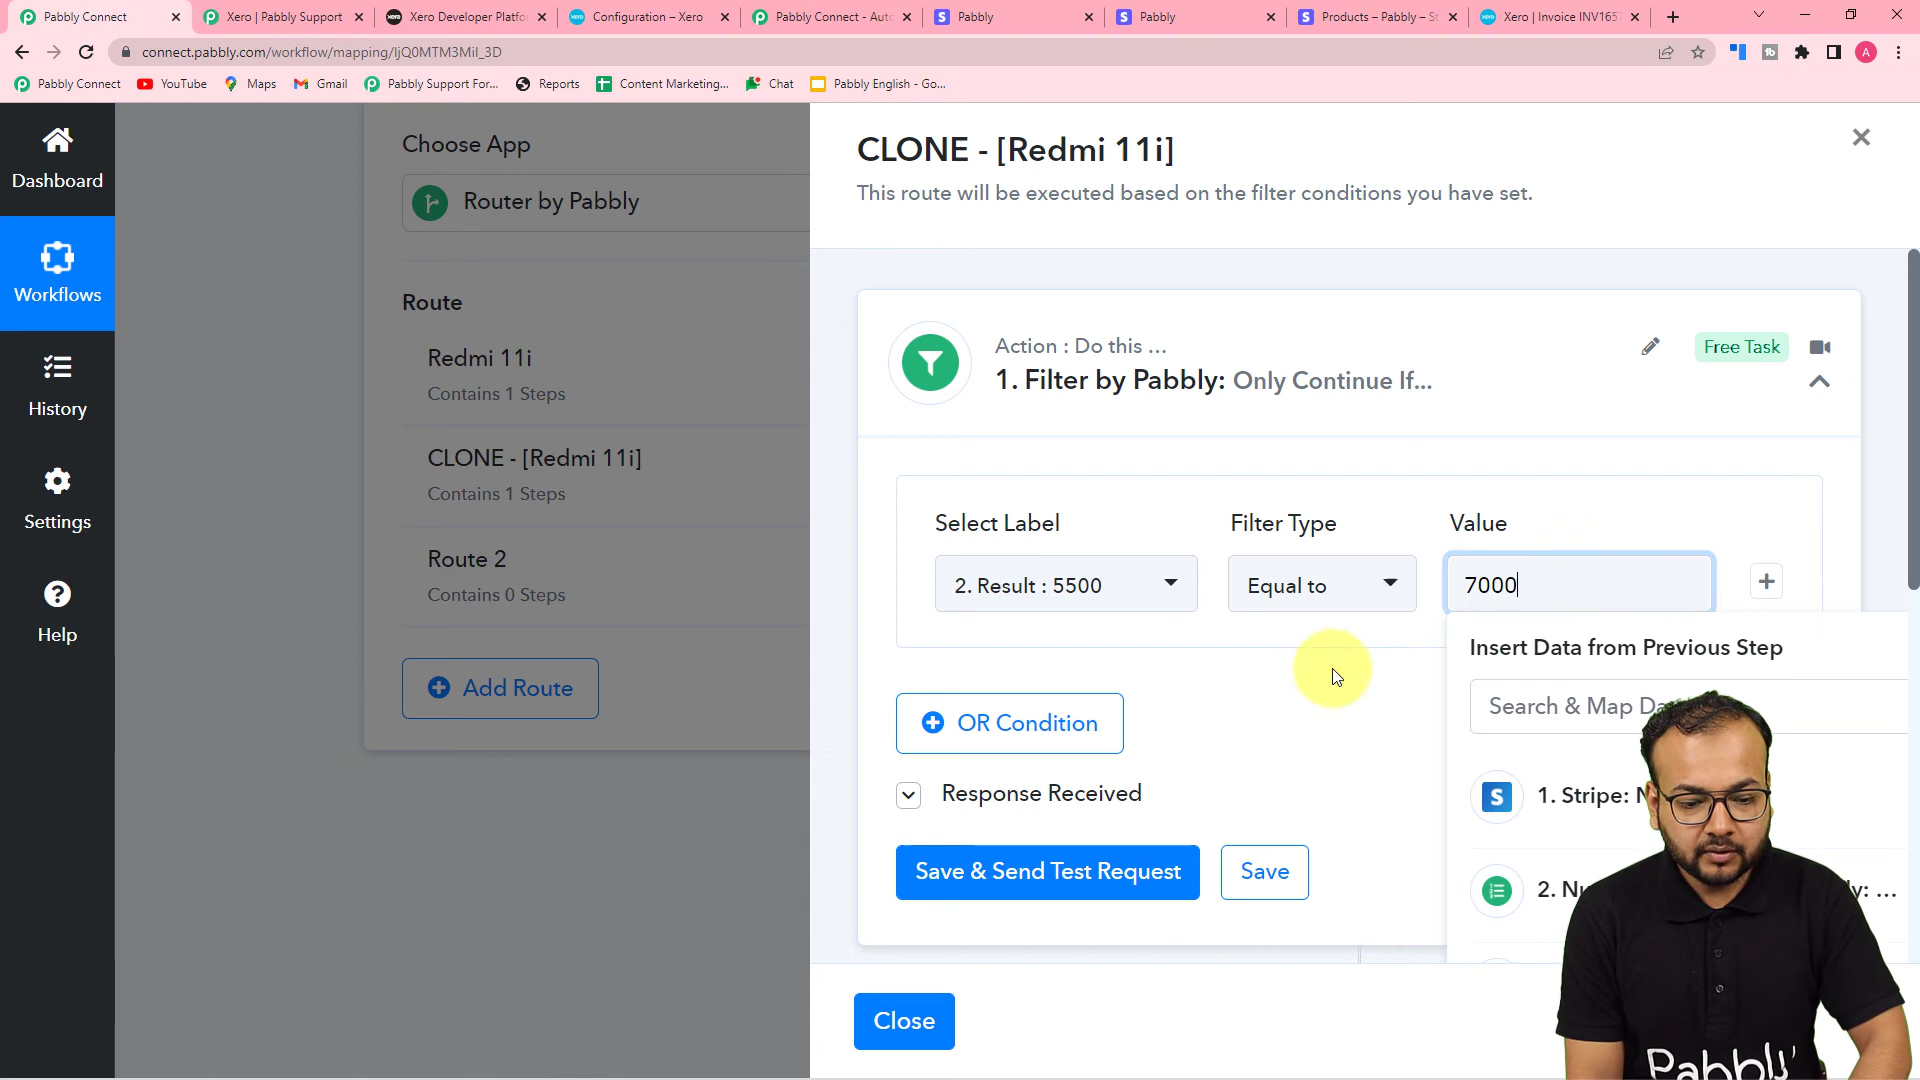 Pabbly Connect
Xero | Pabbly Support
Xero Developer Platfo
Configuration – Xero
Pabbly Connect - Aut
Pabbly
Pabbly
Products – Pabbly – St
Xero | Invoice INV165
connect.pabbly.com/workflow/mapping/IjQ0MTM3MiI_3D
A
Pabbly Connect
YouTube
Maps
Gmail
Pabbly Support For...
Reports
Content Marketing...
Chat
Pabbly English - Go...
Dashboard
Workflows
History
Settings
Help
Choose App
Router by Pabbly
Route
Redmi 11i
Contains 1 Steps
CLONE - [Redmi 11i]
Contains 1 Steps
Route 2
Contains 0 Steps
Add Route
CLONE - [Redmi 11i]
This route will be executed based on the filter conditions you have set.
Action : Do this ...
1. Filter by Pabbly: Only Continue If...
Free Task
Select Label
Filter Type
Value
2. Result : 5500
Equal to
7000
Insert Data from Previous Step
Search & Map Da
1. Stripe:
2. Nu
ly: ...
OR Condition
Response Received
Save & Send Test Request
Save
Close
Pabbly